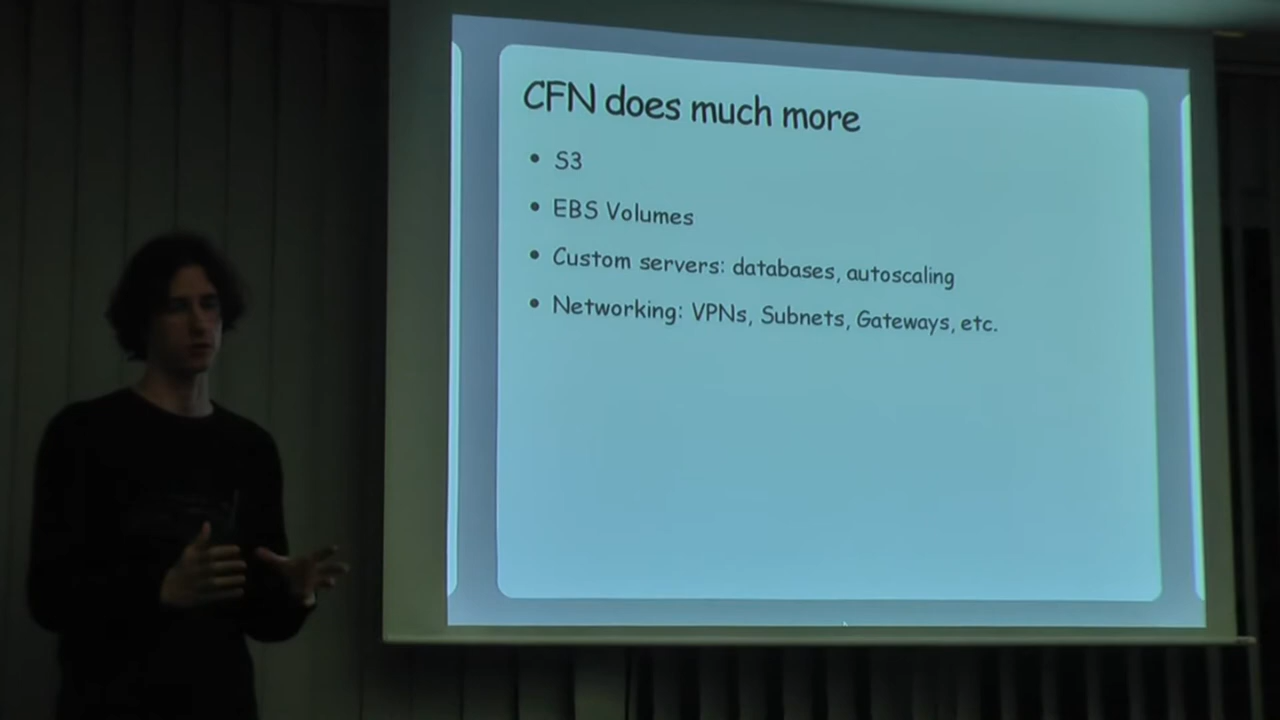 CFN does much more
• S3
• EBS Volumes
• Custom servers: databases, autoscaling
• Networking: VPNs, Subnets, Gateways, etc.